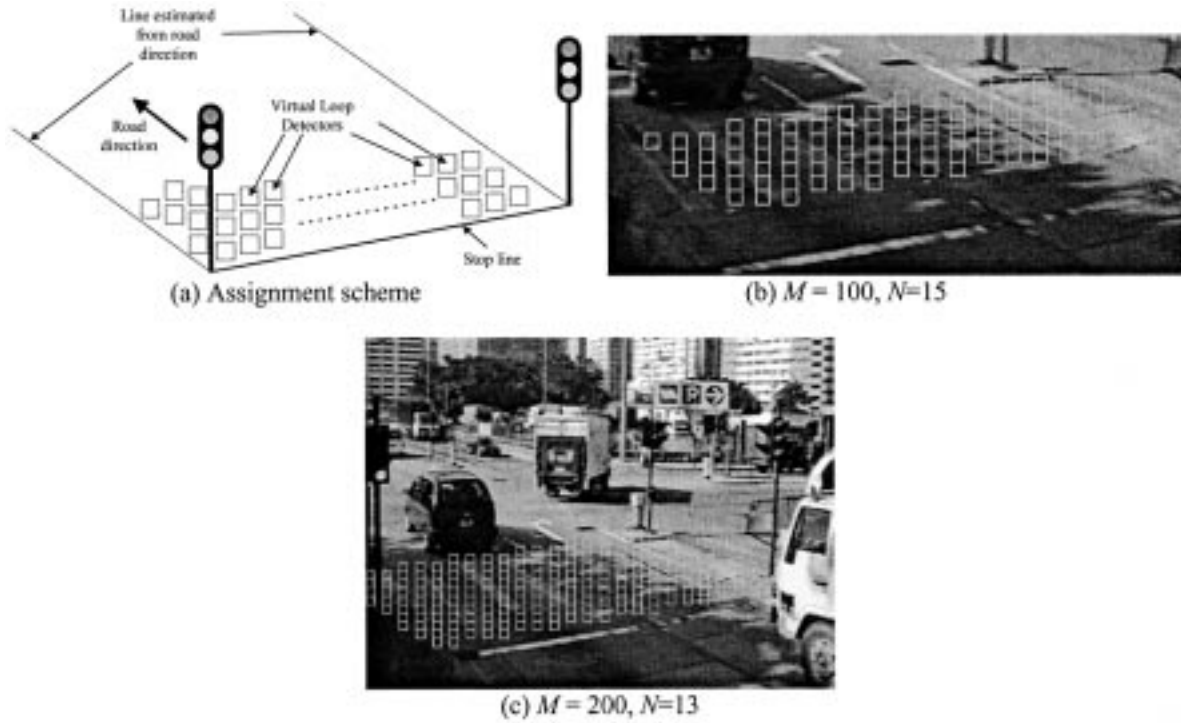 Line estimated
from road
direction
Virtual Loop
Detectors
Road
direction
Stop line
(a) Assignment scheme
(b) M = 100, N=15
P
(c) M = 200, N=13